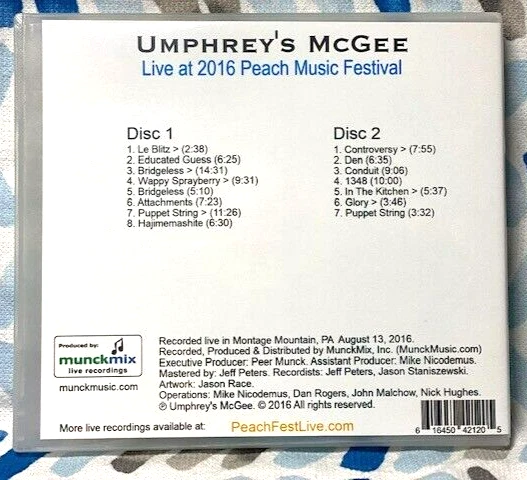 UMPHREY'S MCGEE
Live at 2016 Peach Music Festival
Disc 1
1. Le Blitz > (2:38)
2. Educated Guess (6:25)
3. Bridgeless > (14:31)
4. Wappy Sprayberry > (9:31)
5. Bridgeless (5:10)
6. Attachments (7:23)
7. Puppet String > (11:26)
8. Hajimemashite (6:30)
Disc 2
1. Controversy > (7:55)
2. Den (6:35)
3. Conduit (9:06)
4. 1348 (10:00)
5. In The Kitchen > (5:37)
6. Glory > (3:46)
7. Puppet String (3:32)
Produced by:
munckmix
live recordings
munckmusic.com
Recorded live in Montage Mountain, PA August 13, 2016.
Recorded, Produced & Distributed by MunckMix, Inc. (MunckMusic.com)
Executive Producer: Peer Munck. Assistant Producer: Mike Nicodemus.
Mastered by: Jeff Peters. Recordists: Jeff Peters, Jason Staniszewski.
Artwork: Jason Race.
Operations: Mike Nicodemus, Dan Rogers, John Malchow, Nick Hughes.
℗ Umphrey's McGee. © 2016 All rights reserved.
More live recordings available at: PeachFestLive.com
6 16450 42120 5